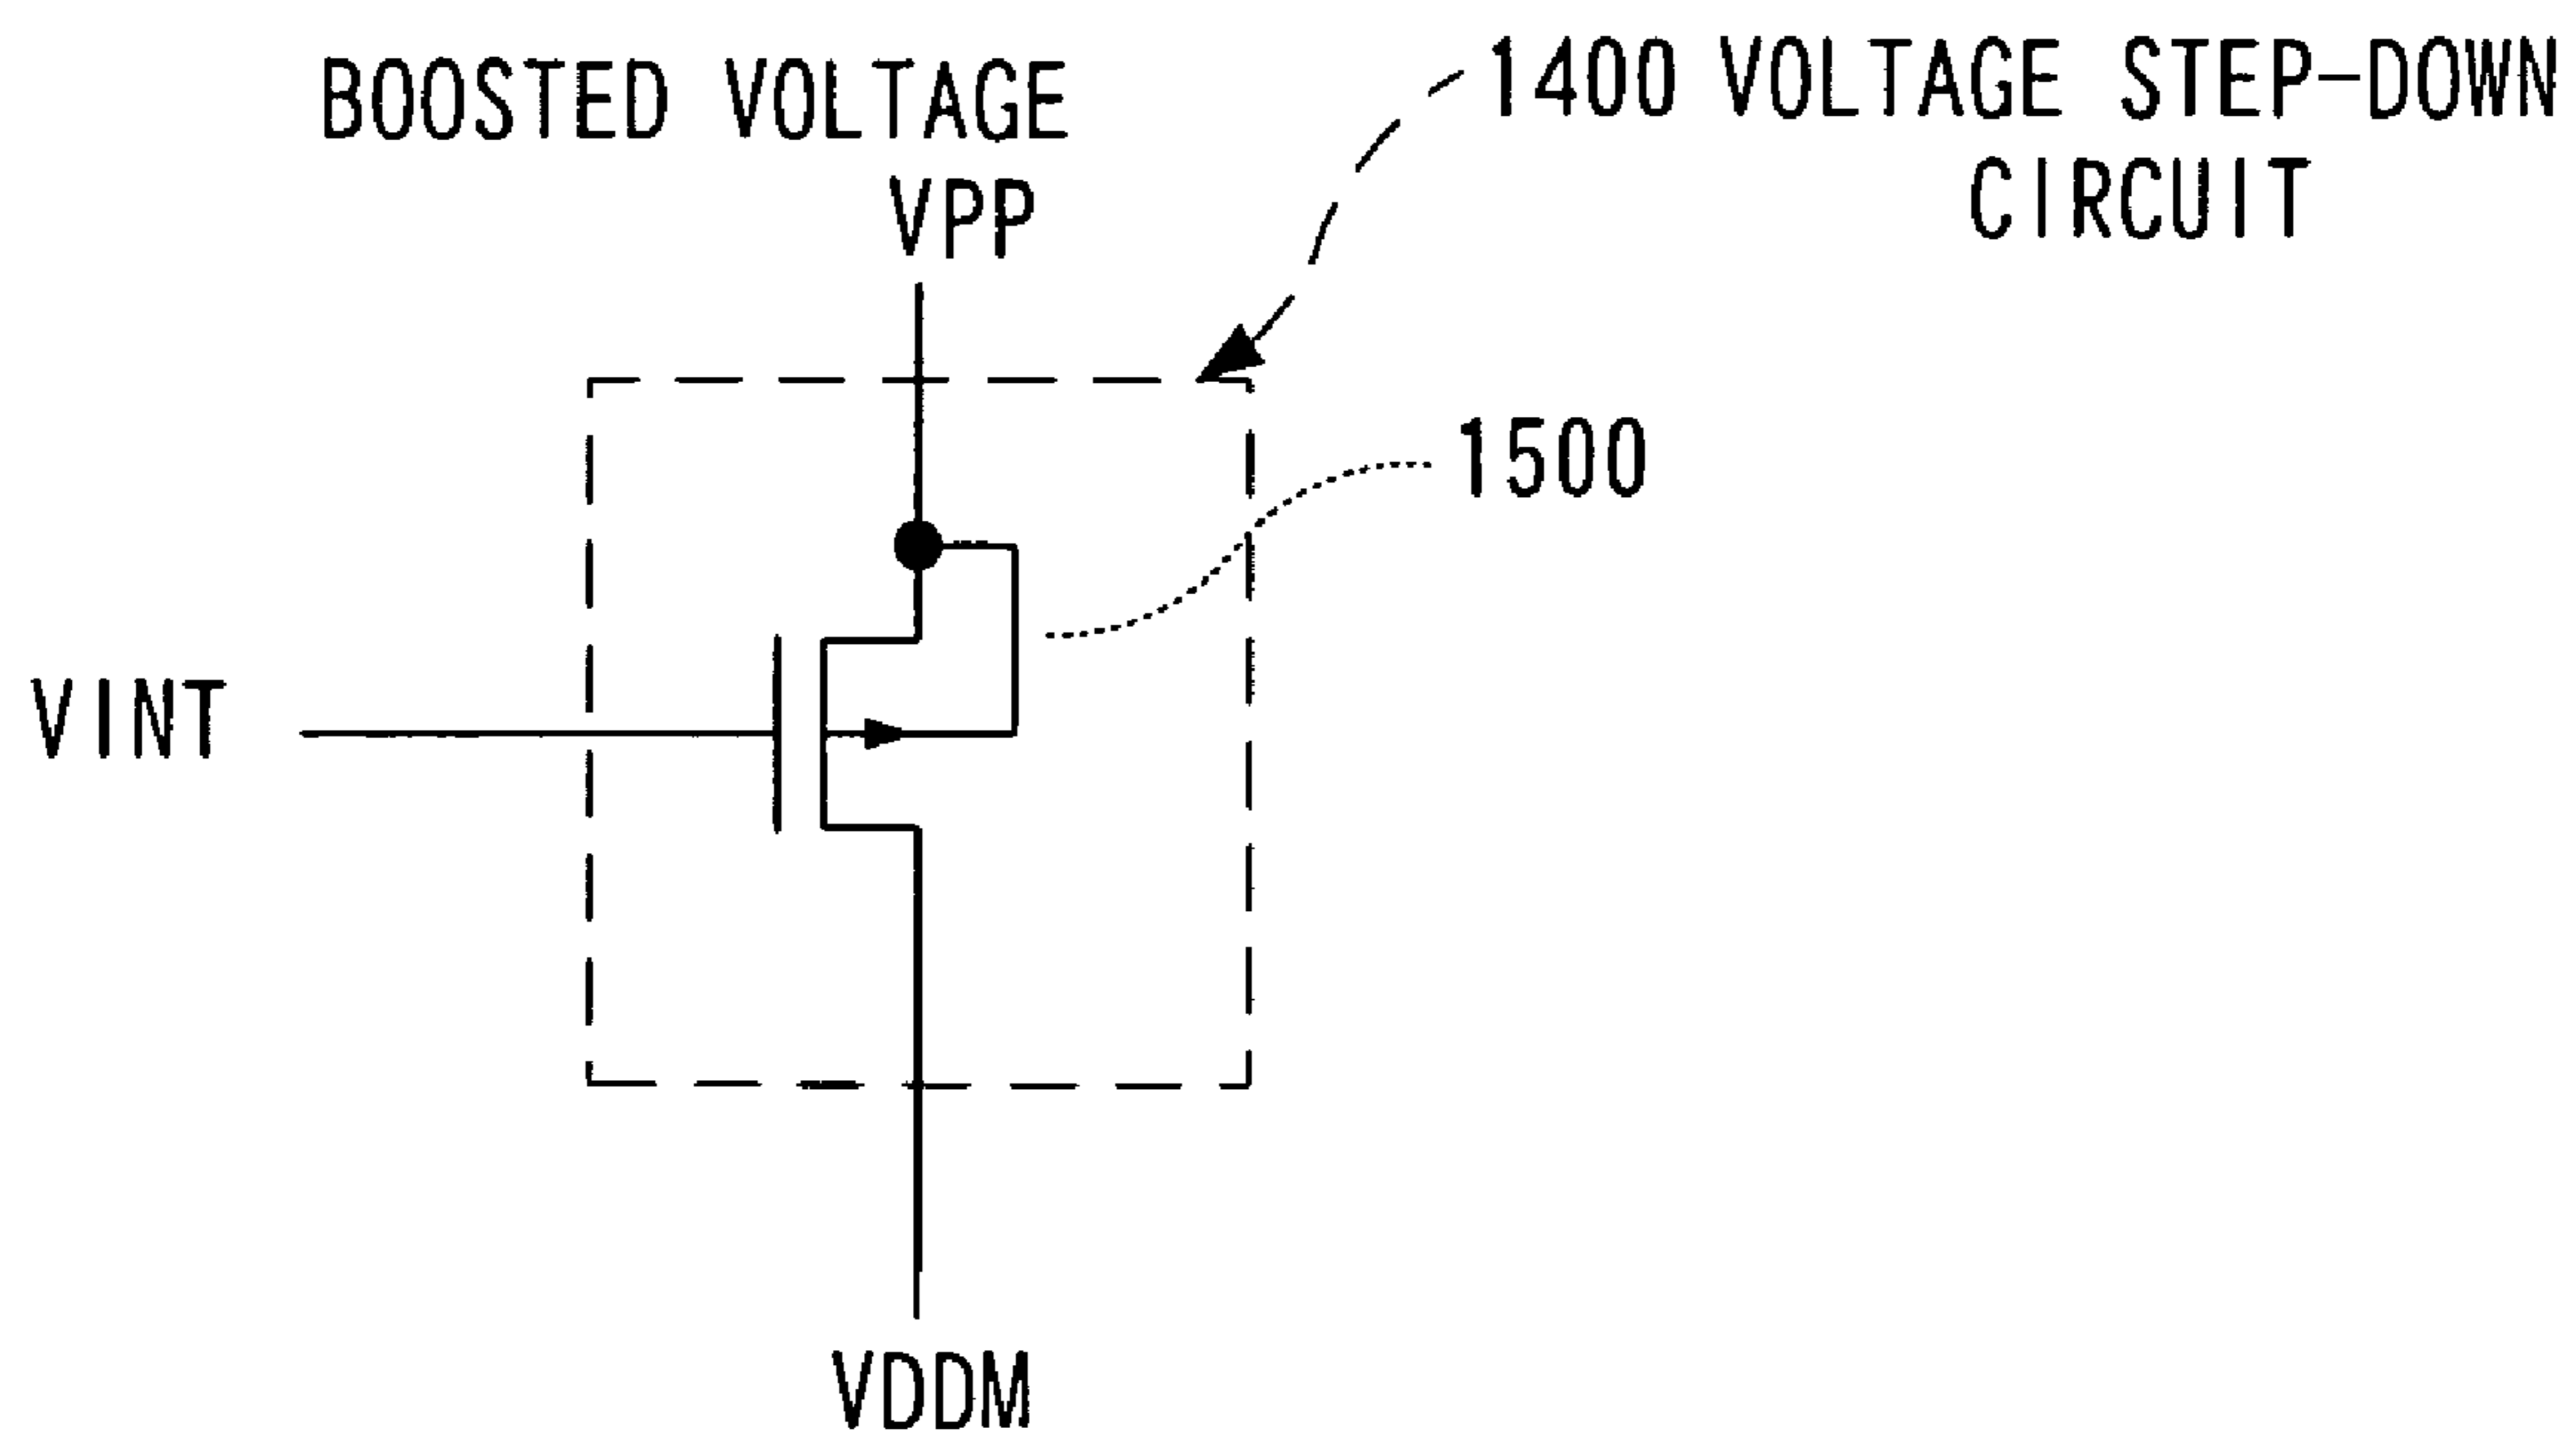 BOOSTED VOLTAGE
VPP
1400 VOLTAGE STEP-DOWN
CIRCUIT
1500
VINT
VDDM